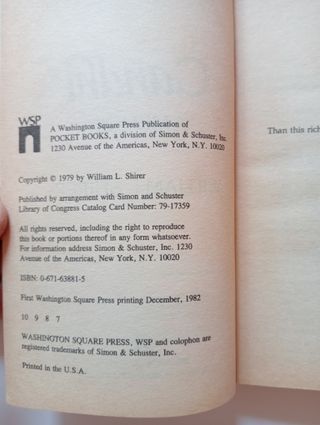 WSP
A Washington Square Press Publication of
POCKET BOOKS, a division of Simon & Schuster, Inc.
1230 Avenue of the Americas, New York, N.Y. 10020
Copyright © 1979 by William L. Shirer
Published by arrangement with Simon and Schuster
Library of Congress Catalog Card Number: 79-17359
All rights reserved, including the right to reproduce
this book or portions thereof in any form whatsoever.
For information address Simon & Schuster, Inc. 1230
Avenue of the Americas, New York, N.Y. 10020
ISBN: 0-671-63881-5
First Washington Square Press printing December, 1982
10 9 8 7
WASHINGTON SQUARE PRESS, WSP and colophon are
registered trademarks of Simon & Schuster, Inc.
Printed in the U.S.A.
Than this rich